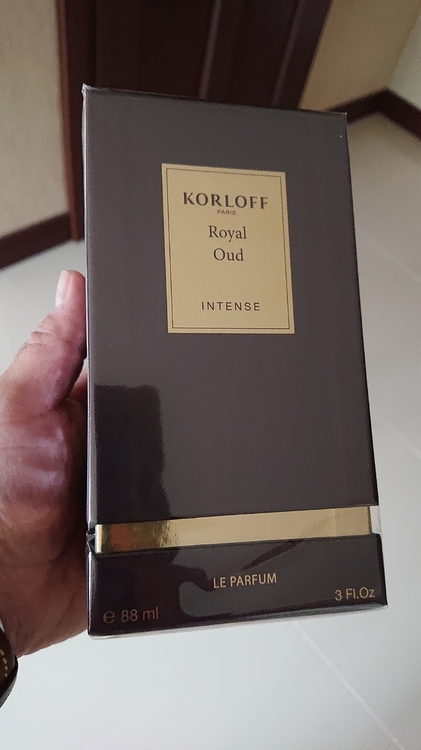 KORLOFF
PARIS
Royal
Oud
INTENSE
LE PARFUM
e 88 ml
3 Fl.Oz